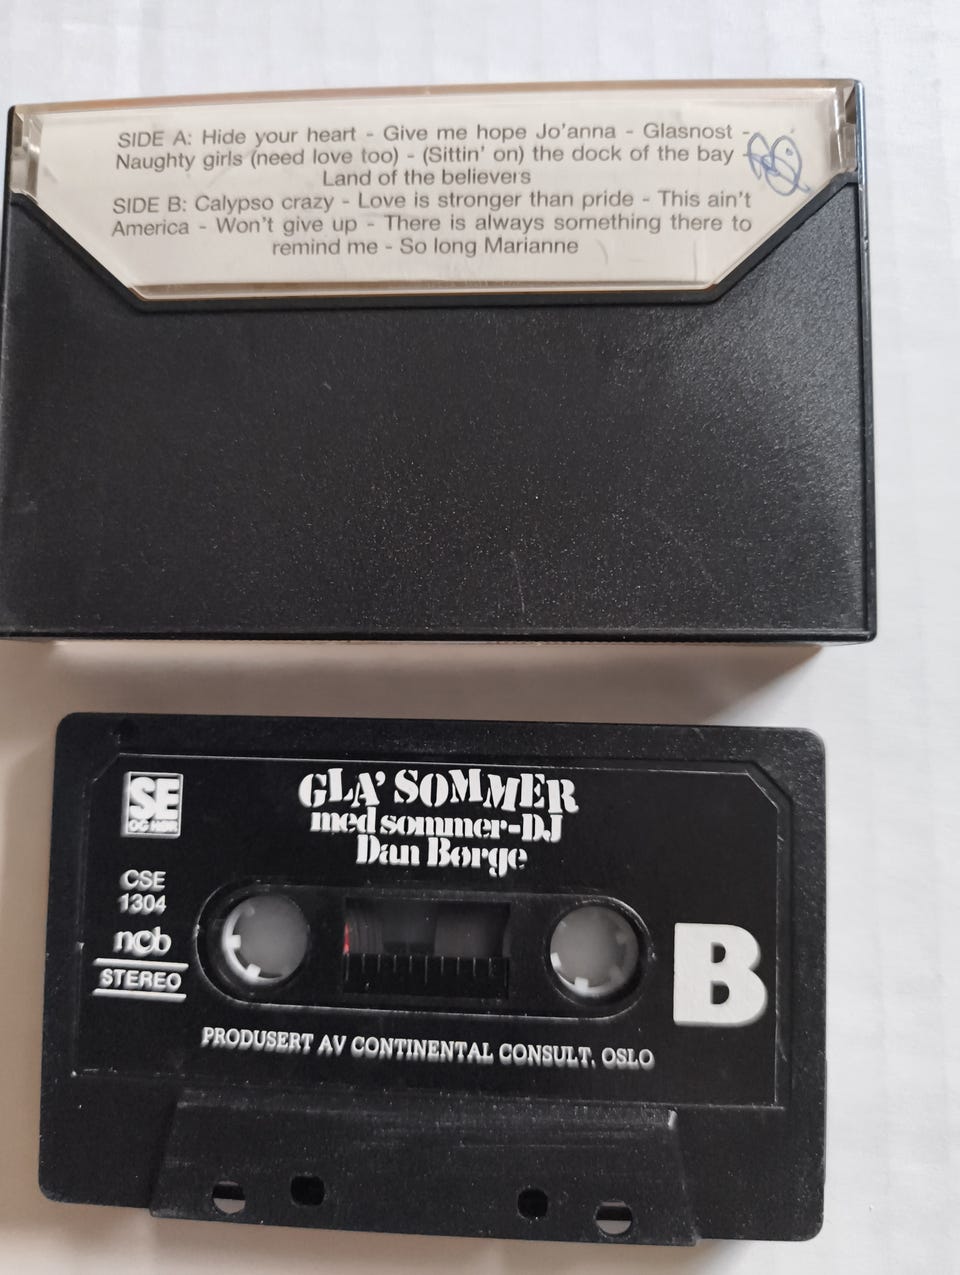 SIDE A: Hide your heart - Give me hope Jo'anna - Glasnost -
Naughty girls (need love too) - (Sittin' on) the dock of the bay -
Land of the believers
SIDE B: Calypso crazy - Love is stronger than pride - This ain't
America - Won't give up - There is always something there to
remind me - So long Marianne
SE
OG HØR
GLA' SOMMER
med sommer-DJ
Dan Børge
CSE
1304
ncb
STEREO
B
PRODUSERT AV CONTINENTAL CONSULT, OSLO